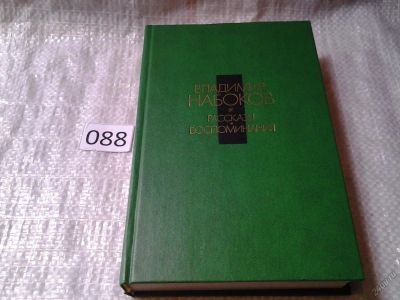 ВЛАДИМИР
НАБОКОВ
РАССКАЗЫ
ВОСПОМИНАНИЯ
088